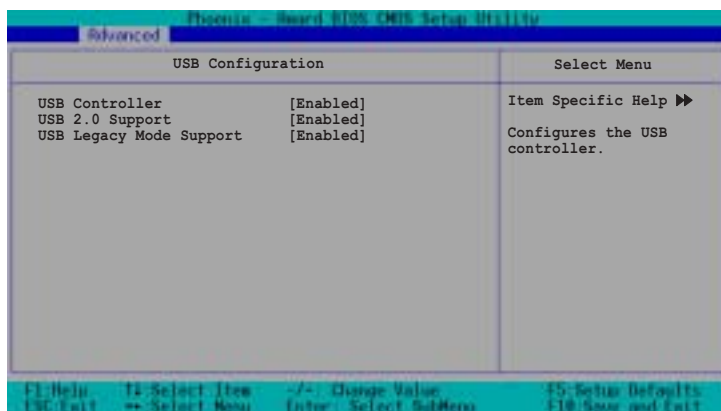 Phoenix - Award BIOS CMOS Setup Utility
Advanced
USB Configuration
Select Menu
USB Controller [Enabled]
USB 2.0 Support [Enabled]
USB Legacy Mode Support [Enabled]
Item Specific Help
Configures the USB
controller.
F1:Help ↑↓:Select Item -/+: Change Value F5:Setup Defaults
ESC:Exit ↔:Select Menu Enter: Select SubMenu F10:Save and Exit